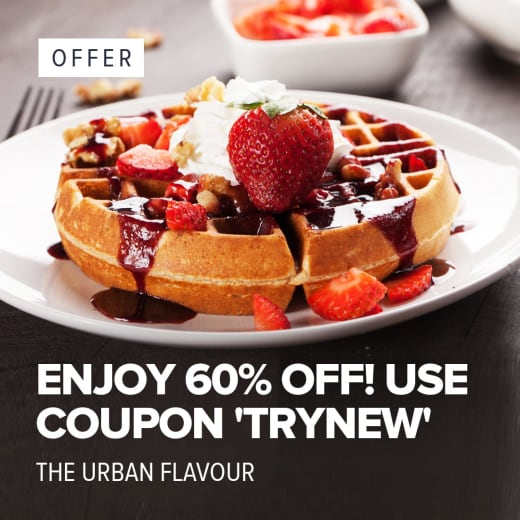 OFFER
ENJOY 60% OFF! USE
COUPON 'TRYNEW'
THE URBAN FLAVOUR